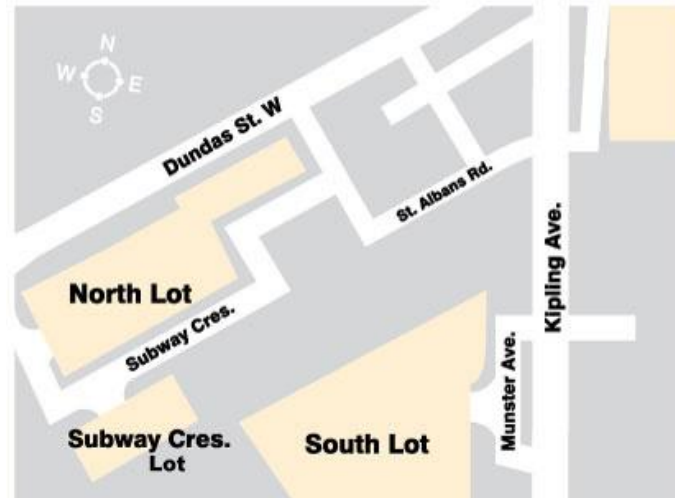 N
W
E
S
Dundas St. W
St. Albans Rd.
Kipling Ave.
North Lot
Subway Cres.
Munster Ave.
Subway Cres.
Lot
South Lot